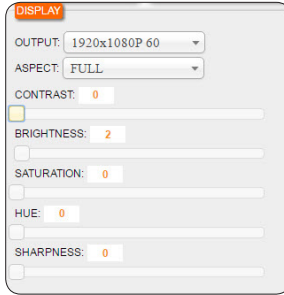 DISPLAY
OUTPUT: 1920x1080P 60
ASPECT: FULL
CONTRAST: 0
BRIGHTNESS: 2
SATURATION: 0
HUE: 0
SHARPNESS: 0